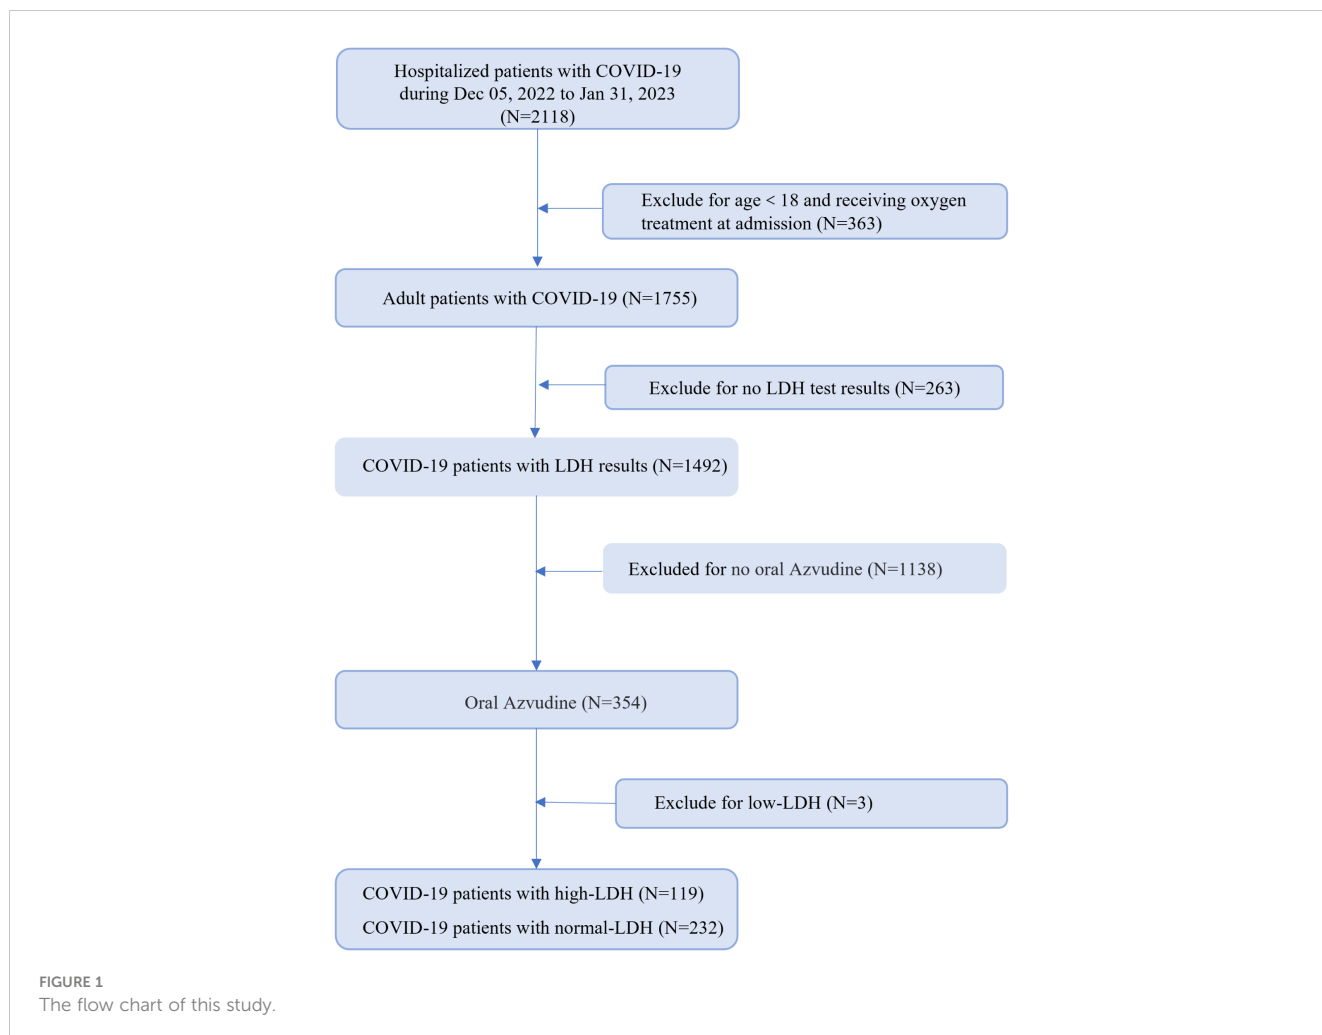 Hospitalized patients with COVID-19
during Dec 05, 2022 to Jan 31, 2023
(N=2118)
Exclude for age < 18 and receiving oxygen
treatment at admission (N=363)
Adult patients with COVID-19 (N=1755)
Exclude for no LDH test results (N=263)
COVID-19 patients with LDH results (N=1492)
Excluded for no oral Azvudine (N=1138)
Oral Azvudine (N=354)
Exclude for low-LDH (N=3)
COVID-19 patients with high-LDH (N=119)
COVID-19 patients with normal-LDH (N=232)
FIGURE 1
The flow chart of this study.